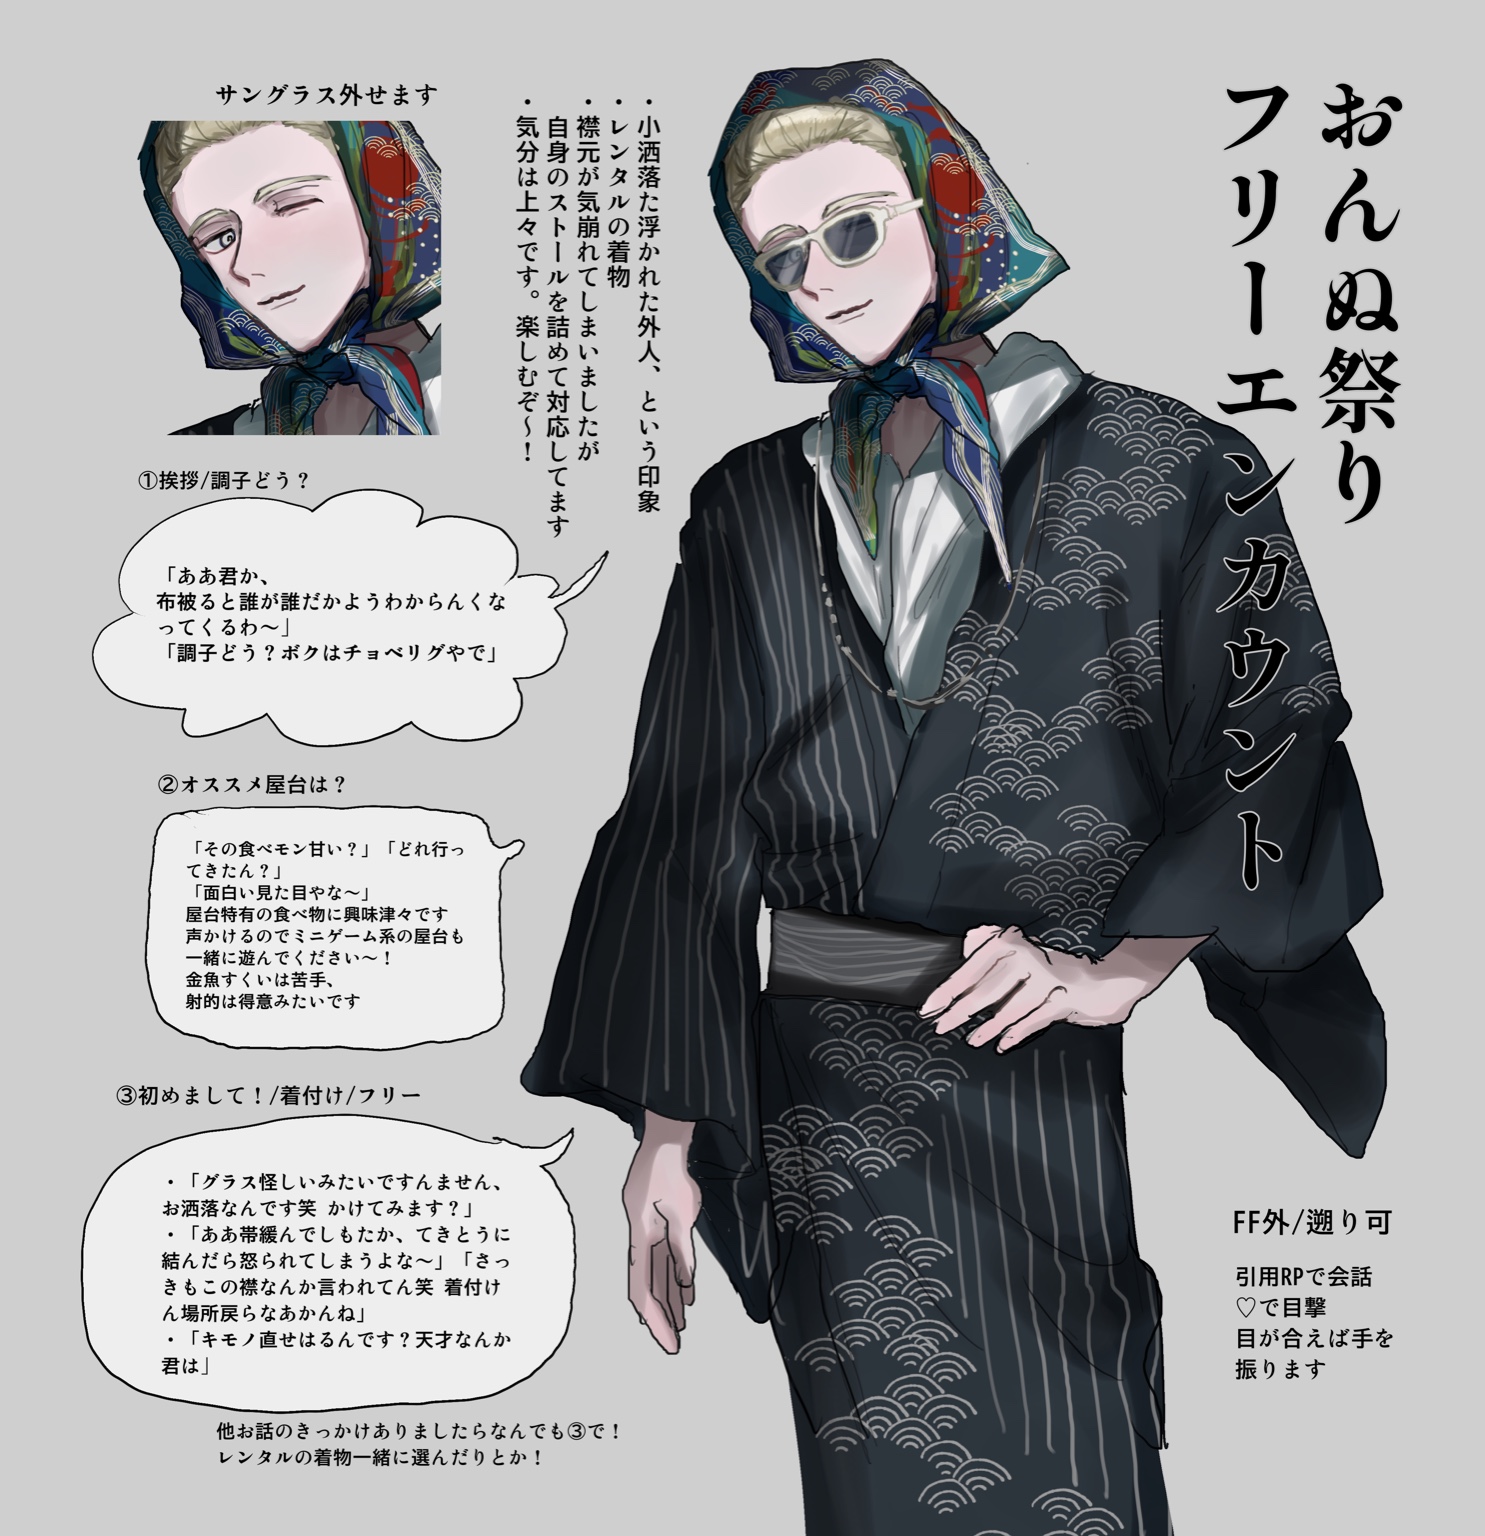 おんぬ祭り
フリーエンカウント
サングラス外せます
・小洒落た浮かれた外人、という印象
・レンタルの着物
・襟元が気崩れてしまいましたが
自身のストールを詰めて対応してます
・気分は上々です。楽しむぞ～！
①挨拶/調子どう？
「ああ君か、
布被ると誰が誰だかようわからんくな
ってくるわ～」
「調子どう？ボクはチョベリグやで」
②オススメ屋台は？
「その食べモン甘い？」「どれ行っ
てきたん？」
「面白い見た目やな～」
屋台特有の食べ物に興味津々です
声かけるのでミニゲーム系の屋台も
一緒に遊んでください～！
金魚すくいは苦手、
射的は得意みたいです
③初めまして！/着付け/フリー
・「グラス怪しいみたいですんません、
お洒落なんです笑 かけてみます？」
・「ああ帯緩んでしもたか、てきとうに
結んだら怒られてしまうよな～」「さっ
きもこの襟なんか言われてん笑 着付け
ん場所戻らなあかんね」
・「キモノ直せはるんです？天才なんか
君は」
他お話のきっかけありましたらなんでも③で！
レンタルの着物一緒に選んだりとか！
FF外/遡り可
引用RPで会話
♡で目撃
目が合えば手を
振ります